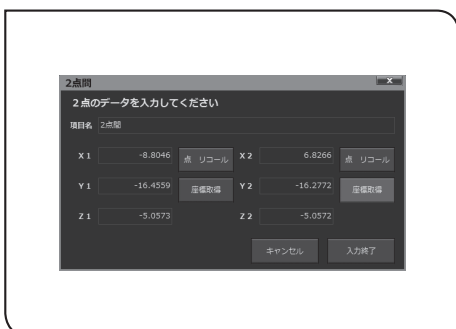 2点間 X
2点のデータを入力してください
項目名 2点間
X 1 -8.8046 点 リコール X 2 6.8266 点 リコール
Y 1 -16.4559 座標取得 Y 2 -16.2772 座標取得
Z 1 -5.0573 Z 2 -5.0572
キャンセル 入力終了